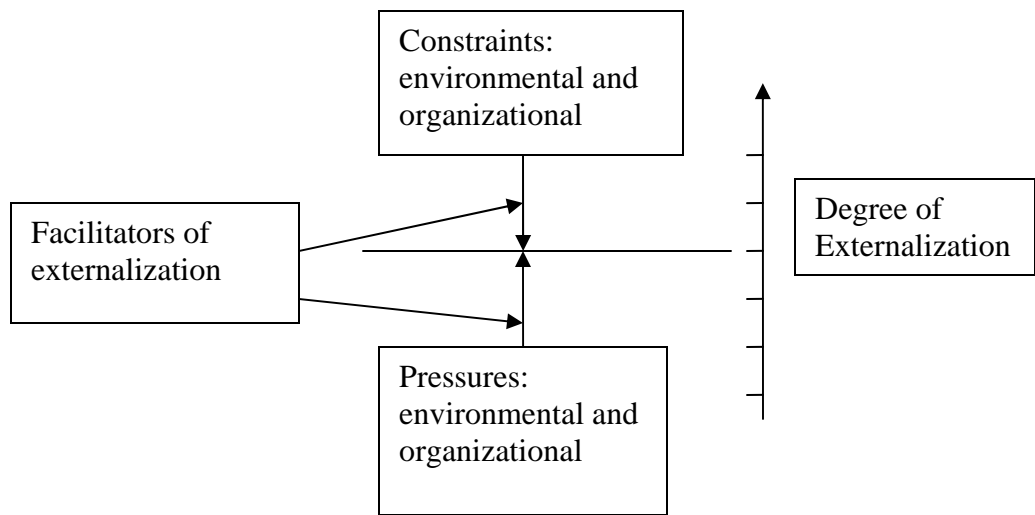 Constraints:
environmental and
organizational
Facilitators of
externalization
Degree of
Externalization
Pressures:
environmental and
organizational